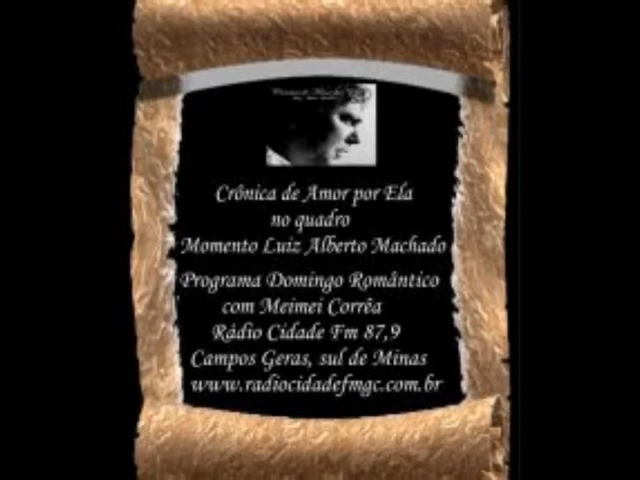 Crônica de Amor por Ela
no quadro
Momento Luiz Alberto Machado
Programa Domingo Romântico
com Meimei Corrêa
Rádio Cidade Fm 87,9
Campos Geras, sul de Minas
www.radiocidadefmgc.com.br